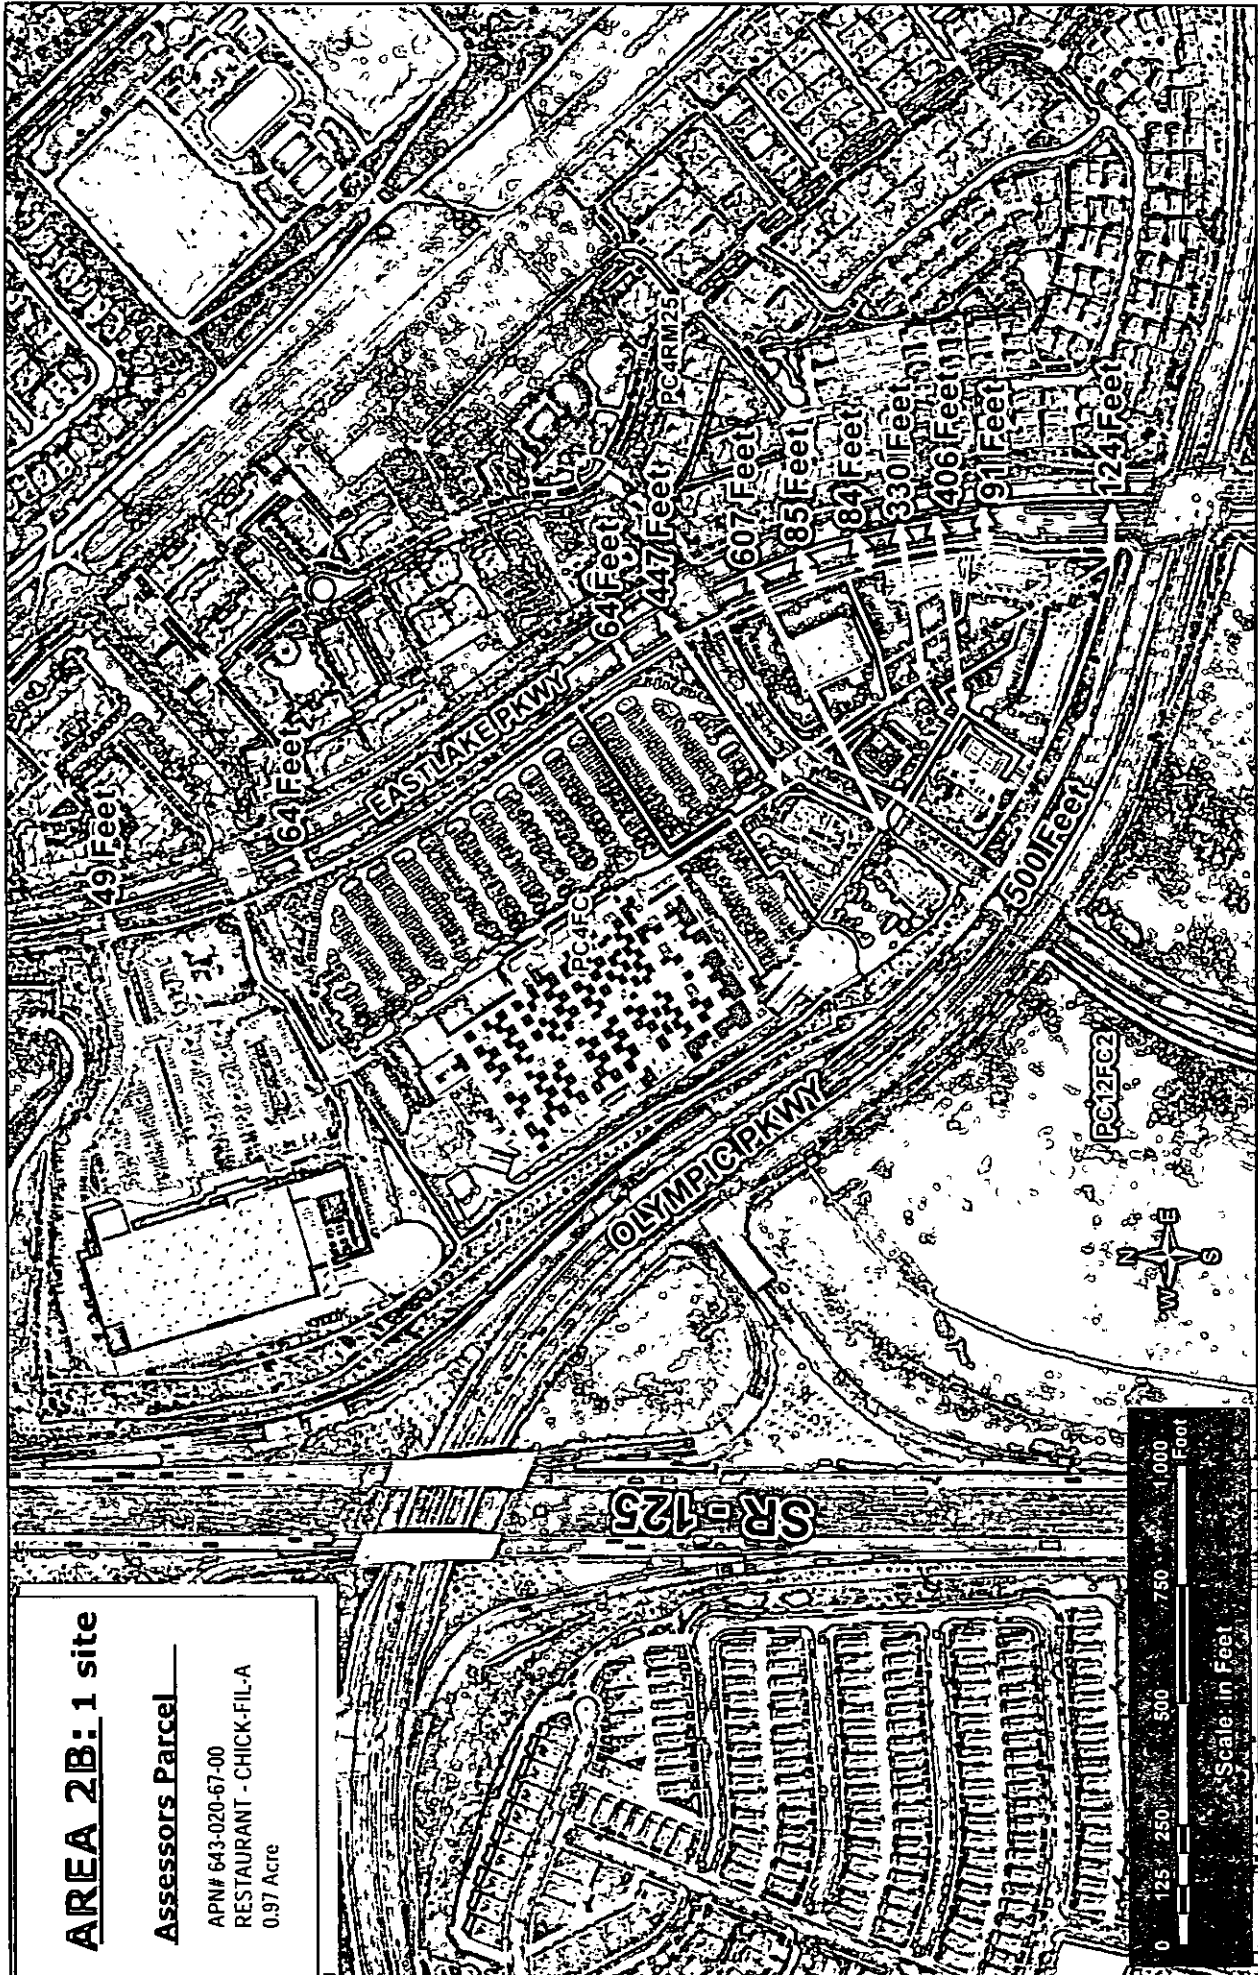 AREA 2B: 1 site
Assessors Parcel
APN# 643-020-67-00
RESTAURANT - CHICK-FIL-A
0.97 Acre
49 Feet
64 Feet
EASTLAKE PKWY
64 Feet
447 Feet
PC4RM25
607 Feet
85 Feet
84 Feet
330 Feet
406 Feet
91 Feet
124 Feet
PC4FC
500 Feet
OLYMPIC PKWY
PC12FC2
SR - 125
N
W
E
S
0 125 250 500 750 1,000
Feet
Scale in Feet